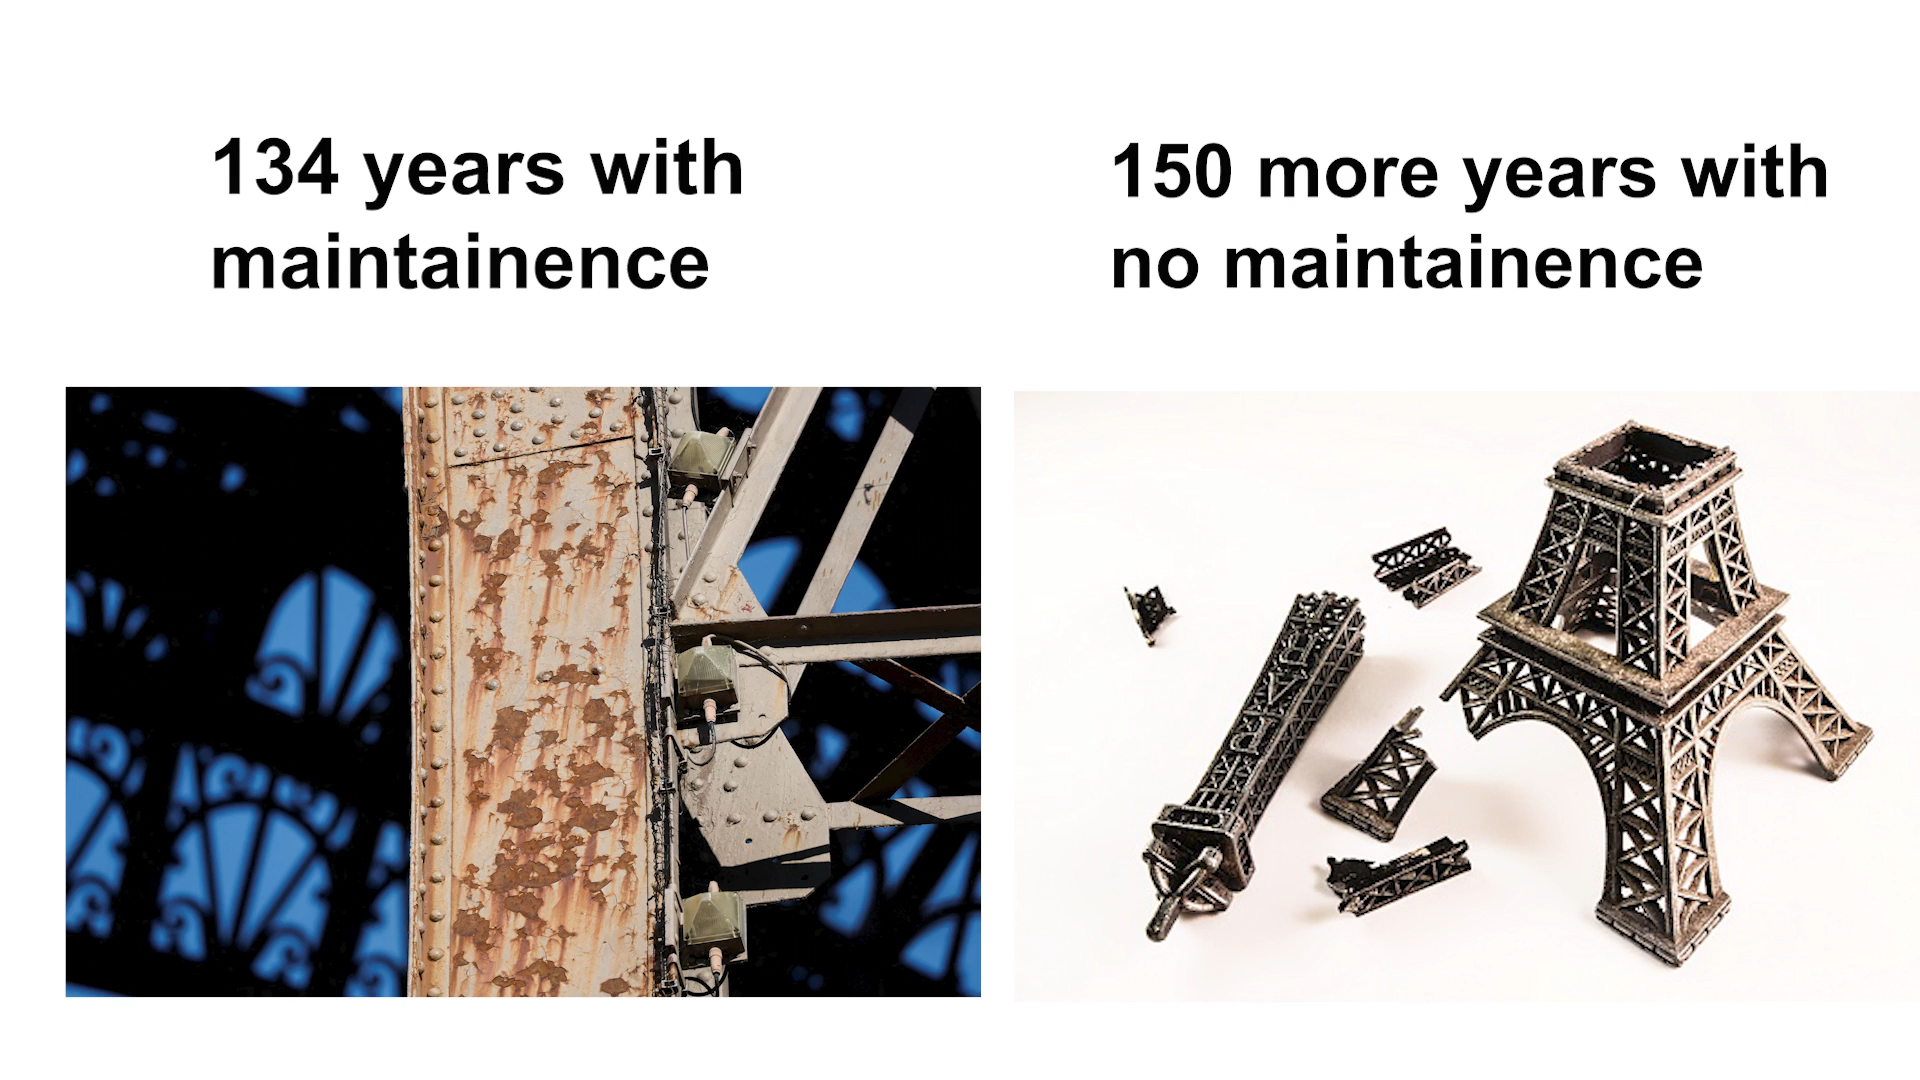 134 years with
maintainence
150 more years with
no maintainence